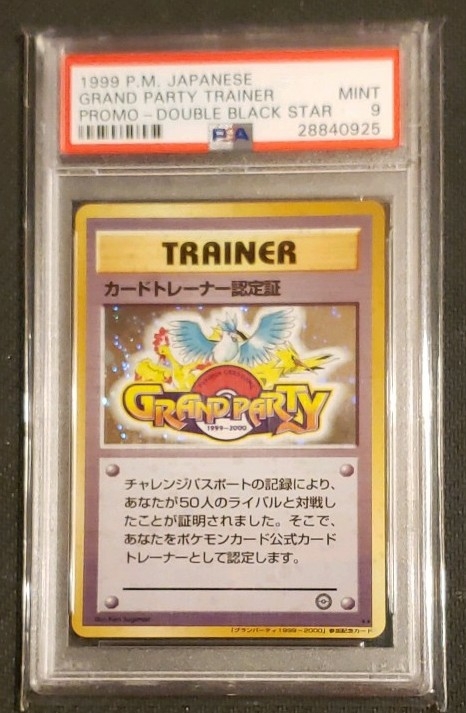 1999 P.M. JAPANESE
GRAND PARTY TRAINER MINT
PROMO - DOUBLE BLACK STAR 9
PSA 28840925
TRAINER
カードトレーナー認定証
GRAND PARTY
1999-2000
チャレンジパスポートの記録により、
あなたが50人のライバルと対戦し
たことが証明されました。そこで、
あなたをポケモンカード公式カード
トレーナーとして認定します。
Illus. Ken Sugimori
「グランパーティ1999-2000」参加記念カード